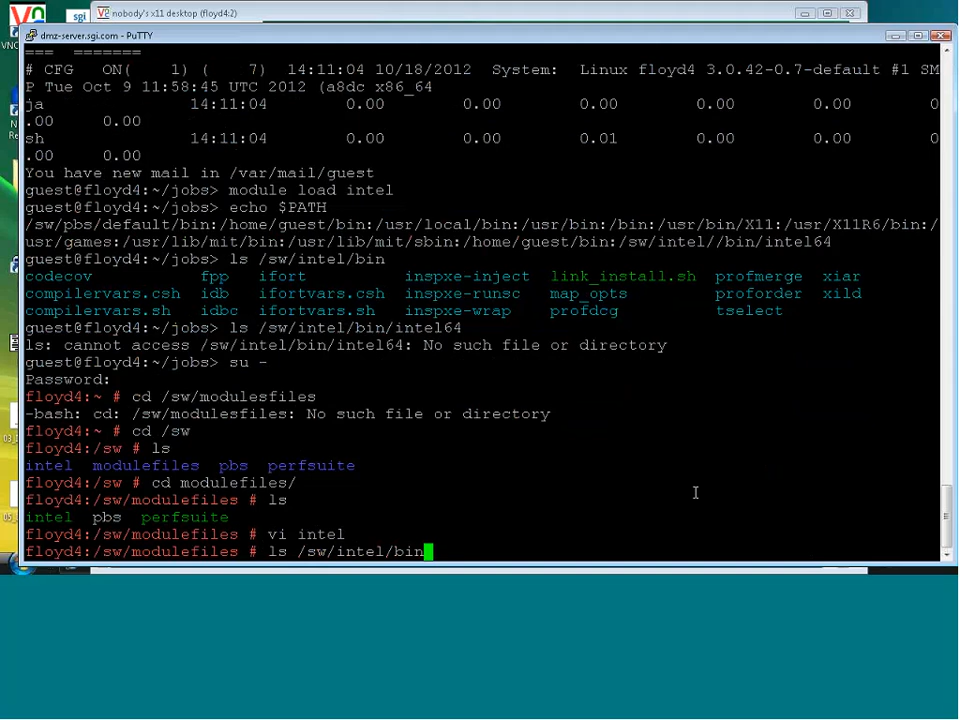 sgi
nobody's x11 desktop (floyd4:2)
VNC
dmz-server.sgi.com - PuTTY
===  =======
# CFG   ON(   1) (   7)  14:11:04 10/18/2012  System:  Linux floyd4 3.0.42-0.7-default #1 SM
P Tue Oct 9 11:58:45 UTC 2012 (a8dc x86_64
ja 14:11:04 0.00 0.00 0.00 0.00 0.00 0
.00 0.00
sh 14:11:04 0.00 0.00 0.01 0.00 0.00 0
.00 0.00
You have new mail in /var/mail/guest
guest@floyd4:~/jobs> module load intel
guest@floyd4:~/jobs> echo $PATH
/sw/pbs/default/bin:/home/guest/bin:/usr/local/bin:/usr/bin:/bin:/usr/bin/X11:/usr/X11R6/bin:/
usr/games:/usr/lib/mit/bin:/usr/lib/mit/sbin:/home/guest/bin:/sw/intel//bin/intel64
guest@floyd4:~/jobs> ls /sw/intel/bin
codecov fpp ifort inspxe-inject link_install.sh profmerge xiar
compilervars.csh idb ifortvars.csh inspxe-runsc map_opts proforder xild
compilervars.sh idbc ifortvars.sh inspxe-wrap profdcg tselect
guest@floyd4:~/jobs> ls /sw/intel/bin/intel64
ls: cannot access /sw/intel/bin/intel64: No such file or directory
guest@floyd4:~/jobs> su -
Password:
floyd4:~ # cd /sw/modulesfiles
-bash: cd: /sw/modulesfiles: No such file or directory
floyd4:~ # cd /sw
floyd4:/sw # ls
intel modulefiles pbs perfsuite
floyd4:/sw # cd modulefiles/
floyd4:/sw/modulefiles # ls
intel pbs perfsuite
floyd4:/sw/modulefiles # vi intel
floyd4:/sw/modulefiles # ls /sw/intel/bin